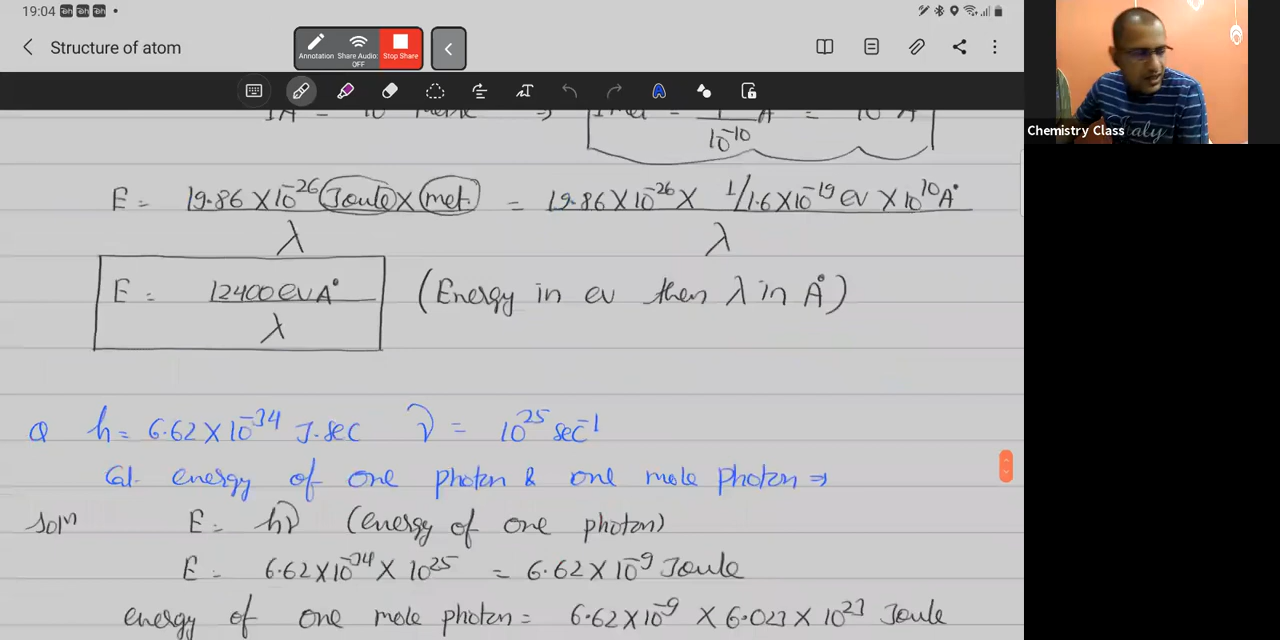 19:04
Structure of atom
Annotation Share Audio: OFF Stop Share
Chemistry Class
10⁻¹⁰
E = 19.86 × 10⁻²⁶ Joule × met. / λ = 19.86 × 10⁻²⁶ × 1/1.6 × 10⁻¹⁹ ev × 10¹⁰ A° / λ
E = 12400 ev A° / λ (Energy in ev then λ in Å)
Q h = 6.62 × 10⁻³⁴ J.sec ν = 10²⁵ sec⁻¹
Cal. energy of one photon & one mole photon ⇒
Solⁿ E = hν (energy of one photon)
E = 6.62 × 10⁻³⁴ × 10²⁵ = 6.62 × 10⁻⁹ Joule
energy of one mole photon = 6.62 × 10⁻⁹ × 6.023 × 10²³ Joule